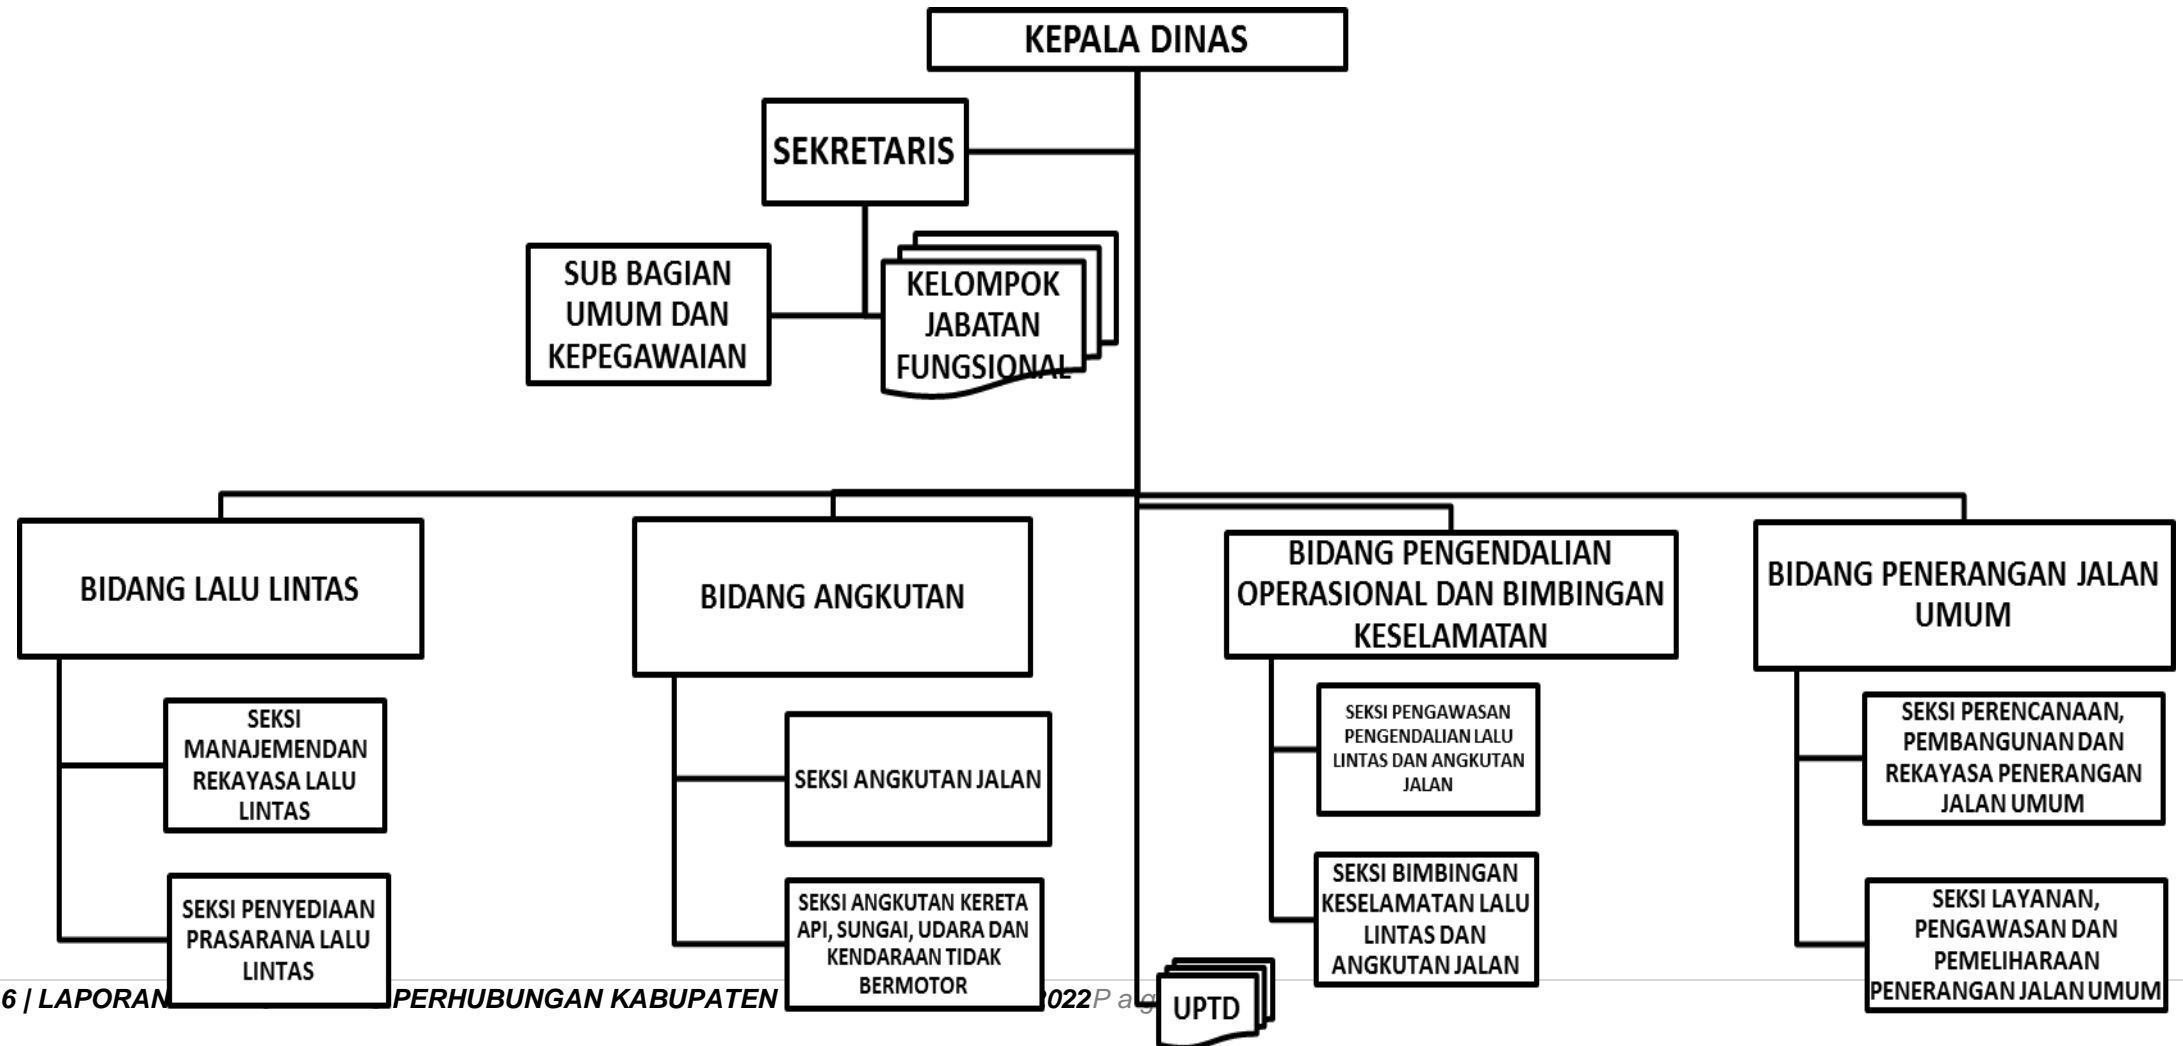 KEPALA DINAS
SEKRETARIS
SUB BAGIAN
UMUM DAN
KEPEGAWAIAN
KELOMPOK
JABATAN
FUNGSIONAL
BIDANG LALU LINTAS
SEKSI
MANAJEMENDAN
REKAYASA LALU
LINTAS
SEKSI PENYEDIAAN
PRASARANA LALU
LINTAS
BIDANG ANGKUTAN
SEKSI ANGKUTAN JALAN
SEKSI ANGKUTAN KERETA
API, SUNGAI, UDARA DAN
KENDARAAN TIDAK
BERMOTOR
BIDANG PENGENDALIAN
OPERASIONAL DAN BIMBINGAN
KESELAMATAN
SEKSI PENGAWASAN
PENGENDALIAN LALU
LINTAS DAN ANGKUTAN
JALAN
SEKSI BIMBINGAN
KESELAMATAN LALU
LINTAS DAN
ANGKUTAN JALAN
BIDANG PENERANGAN JALAN
UMUM
SEKSI PERENCANAAN,
PEMBANGUNAN DAN
REKAYASA PENERANGAN
JALAN UMUM
SEKSI LAYANAN,
PENGAWASAN DAN
PEMELIHARAAN
PENERANGAN JALAN UMUM
UPTD
6 | LAPORAN PERHUBUNGAN KABUPATEN 2022 P a g